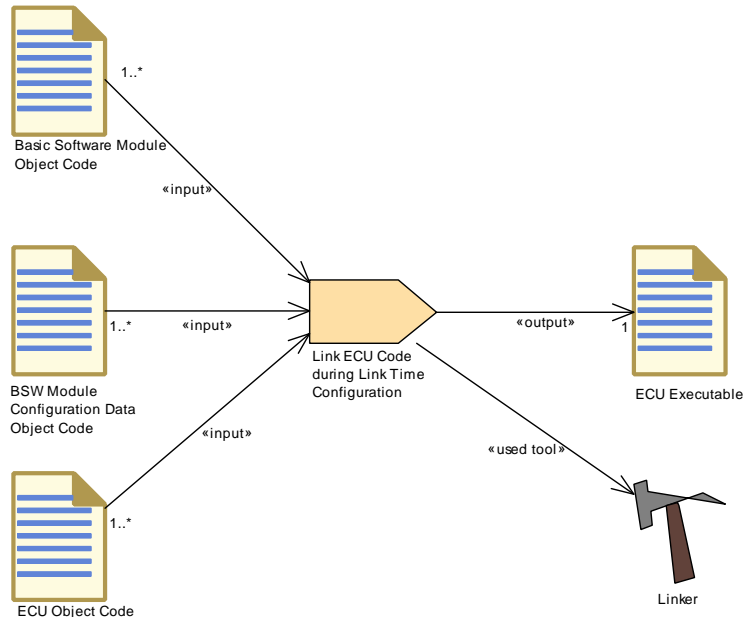 1..*
Basic Software Module
Object Code
«input»
1..*
«input»
BSW Module
Configuration Data
Object Code
Link ECU Code
during Link Time
Configuration
«output»
1
ECU Executable
«input»
«used tool»
1..*
ECU Object Code
Linker